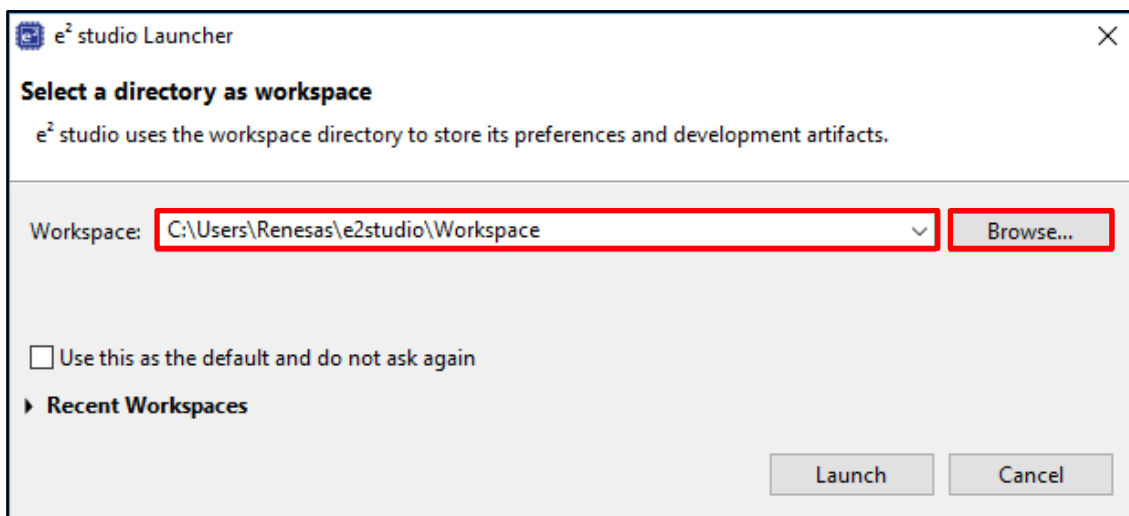 e² studio Launcher
Select a directory as workspace
e² studio uses the workspace directory to store its preferences and development artifacts.
Workspace: C:\Users\Renesas\e2studio\Workspace Browse...
Use this as the default and do not ask again
Recent Workspaces
Launch Cancel